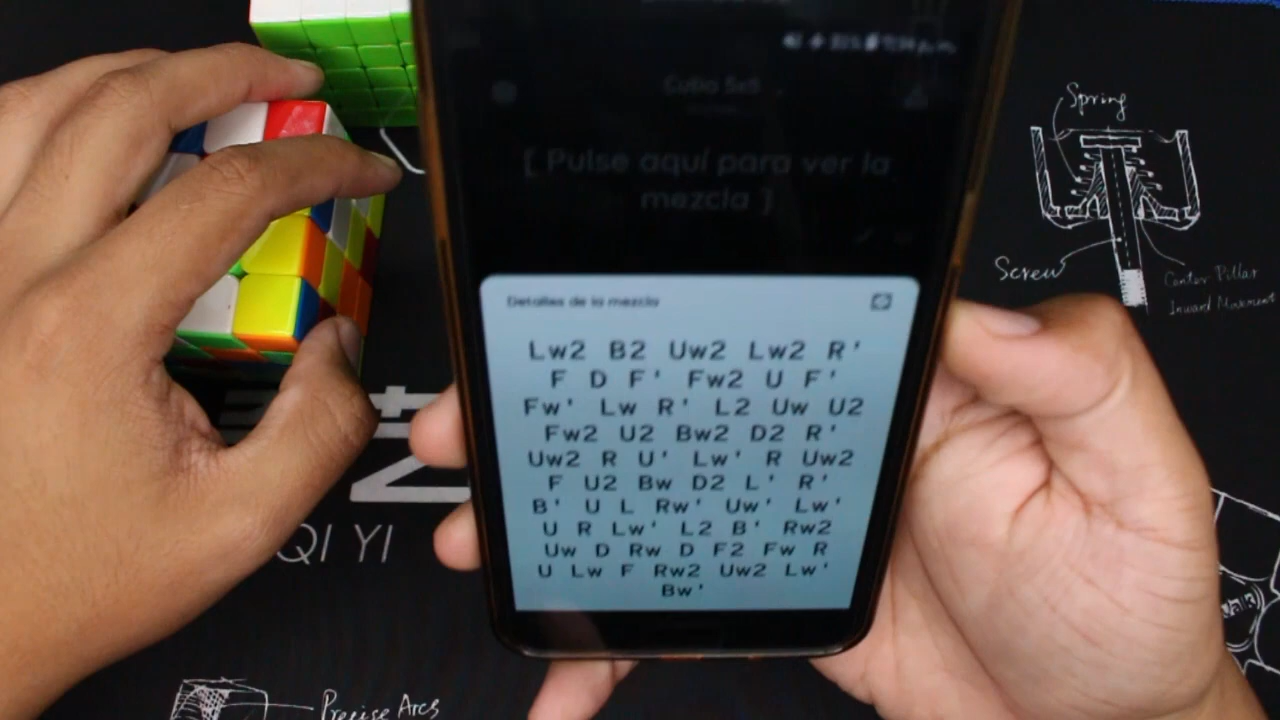 Cubo 5x5
[ Pulse aquí para ver la
mezcla ]
Detalles de la mezcla
Lw2 B2 Uw2 Lw2 R'
F D F' Fw2 U F'
Fw' Lw R' L2 Uw U2
Fw2 U2 Bw2 D2 R'
Uw2 R U' Lw' R Uw2
F U2 Bw D2 L' R'
B' U L Rw' Uw' Lw'
U R Lw' L2 B' Rw2
Uw D Rw D F2 Fw R
U Lw F Rw2 Uw2 Lw'
Bw'
Spring
Screw
Center Pillar
Inward Movement
QI YI
Precise Arcs